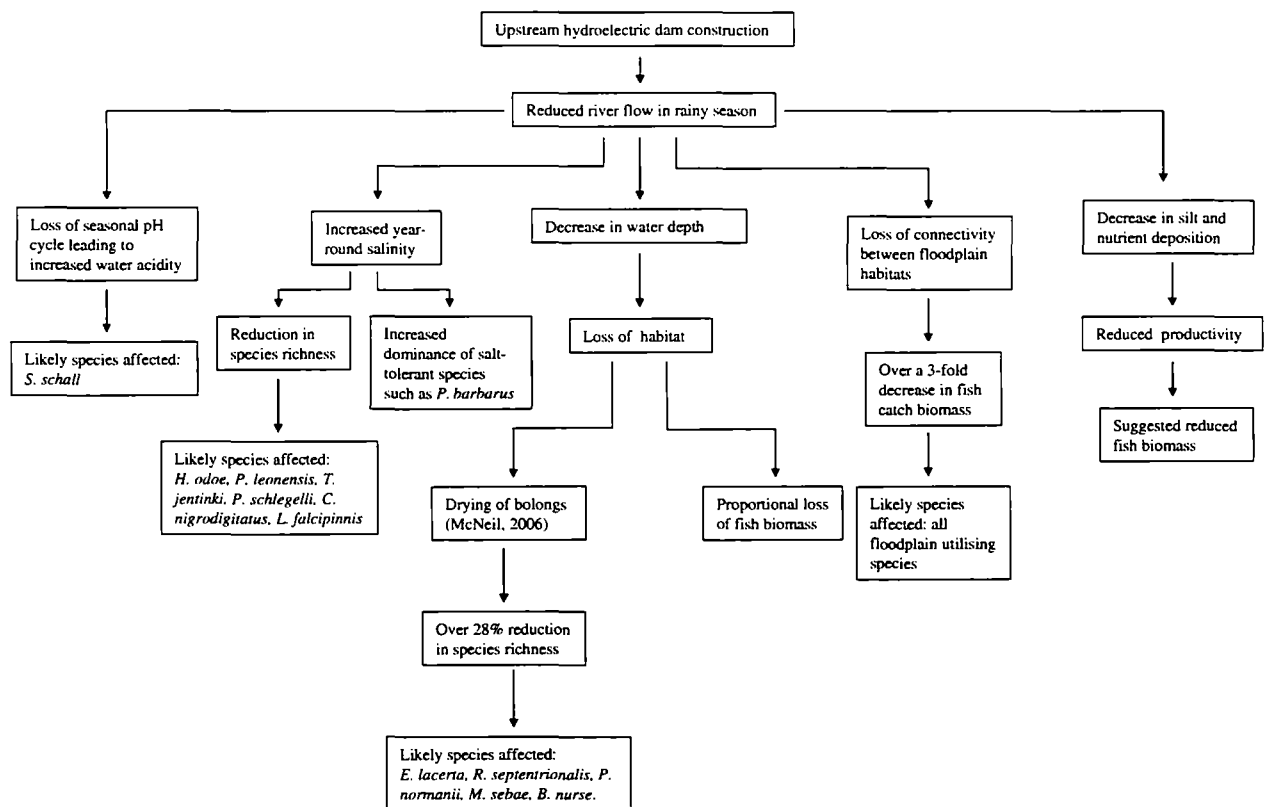 Upstream hydroelectric dam construction
Reduced river flow in rainy season
Loss of seasonal pH
cycle leading to
increased water acidity
Likely species affected:
S. schall
Increased year-
round salinity
Reduction in
species richness
Likely species affected:
H. odoe, P. leonensis, T.
jentinki, P. schlegelli, C.
nigrodigitatus, L. falcipinnis
Increased
dominance of salt-
tolerant species
such as P. barbarus
Decrease in water depth
Loss of habitat
Drying of bolongs
(McNeil, 2006)
Over 28% reduction
in species richness
Likely species affected:
E. lacerta, R. septentrionalis, P.
normanii, M. sebae, B. nurse.
Proportional loss
of fish biomass
Loss of connectivity
between floodplain
habitats
Over a 3-fold
decrease in fish
catch biomass
Likely species
affected: all
floodplain utilising
species
Decrease in silt and
nutrient deposition
Reduced productivity
Suggested reduced
fish biomass